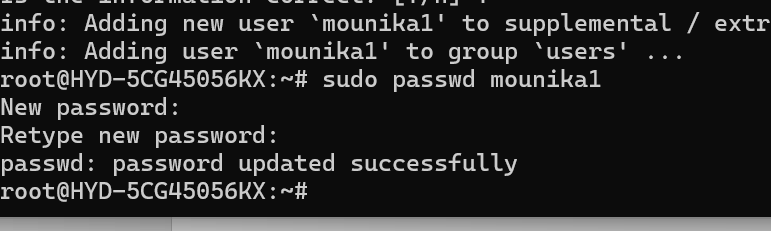 info: Adding new user `mounika1' to supplemental / extr
info: Adding user `mounika1' to group `users' ...
root@HYD-5CG45056KX:~# sudo passwd mounika1
New password:
Retype new password:
passwd: password updated successfully
root@HYD-5CG45056KX:~#